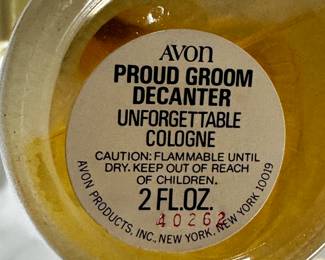 AVON
PROUD GROOM
DECANTER
UNFORGETTABLE
COLOGNE
CAUTION: FLAMMABLE UNTIL
DRY. KEEP OUT OF REACH
OF CHILDREN.
2 FL.OZ.
40262
AVON PRODUCTS, INC., NEW YORK, NEW YORK 10019